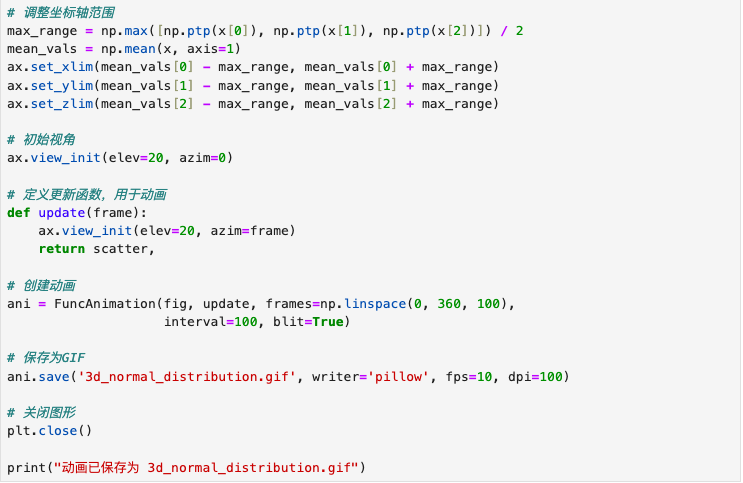 # 调整坐标轴范围
max_range = np.max([np.ptp(x[0]), np.ptp(x[1]), np.ptp(x[2])]) / 2
mean_vals = np.mean(x, axis=1)
ax.set_xlim(mean_vals[0] - max_range, mean_vals[0] + max_range)
ax.set_ylim(mean_vals[1] - max_range, mean_vals[1] + max_range)
ax.set_zlim(mean_vals[2] - max_range, mean_vals[2] + max_range)

# 初始视角
ax.view_init(elev=20, azim=0)

# 定义更新函数，用于动画
def update(frame):
    ax.view_init(elev=20, azim=frame)
    return scatter,

# 创建动画
ani = FuncAnimation(fig, update, frames=np.linspace(0, 360, 100),
                    interval=100, blit=True)

# 保存为GIF
ani.save('3d_normal_distribution.gif', writer='pillow', fps=10, dpi=100)

# 关闭图形
plt.close()

print("动画已保存为 3d_normal_distribution.gif")